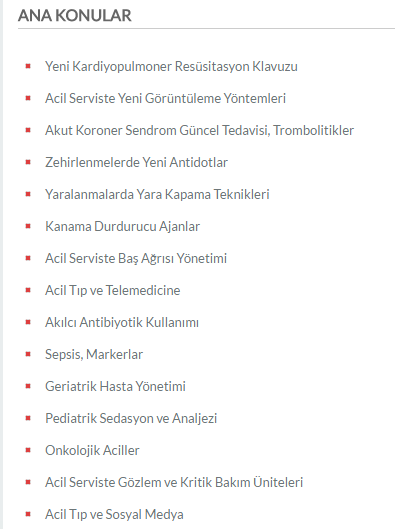 ANA KONULAR
Yeni Kardiyopulmoner Resüsitasyon Klavuzu
Acil Serviste Yeni Görüntüleme Yöntemleri
Akut Koroner Sendrom Güncel Tedavisi, Trombolitikler
Zehirlenmelerde Yeni Antidotlar
Yaralanmalarda Yara Kapama Teknikleri
Kanama Durdurucu Ajanlar
Acil Serviste Baş Ağrısı Yönetimi
Acil Tıp ve Telemedicine
Akılcı Antibiyotik Kullanımı
Sepsis, Markerlar
Geriatrik Hasta Yönetimi
Pediatrik Sedasyon ve Analjezi
Onkolojik Aciller
Acil Serviste Gözlem ve Kritik Bakım Üniteleri
Acil Tıp ve Sosyal Medya